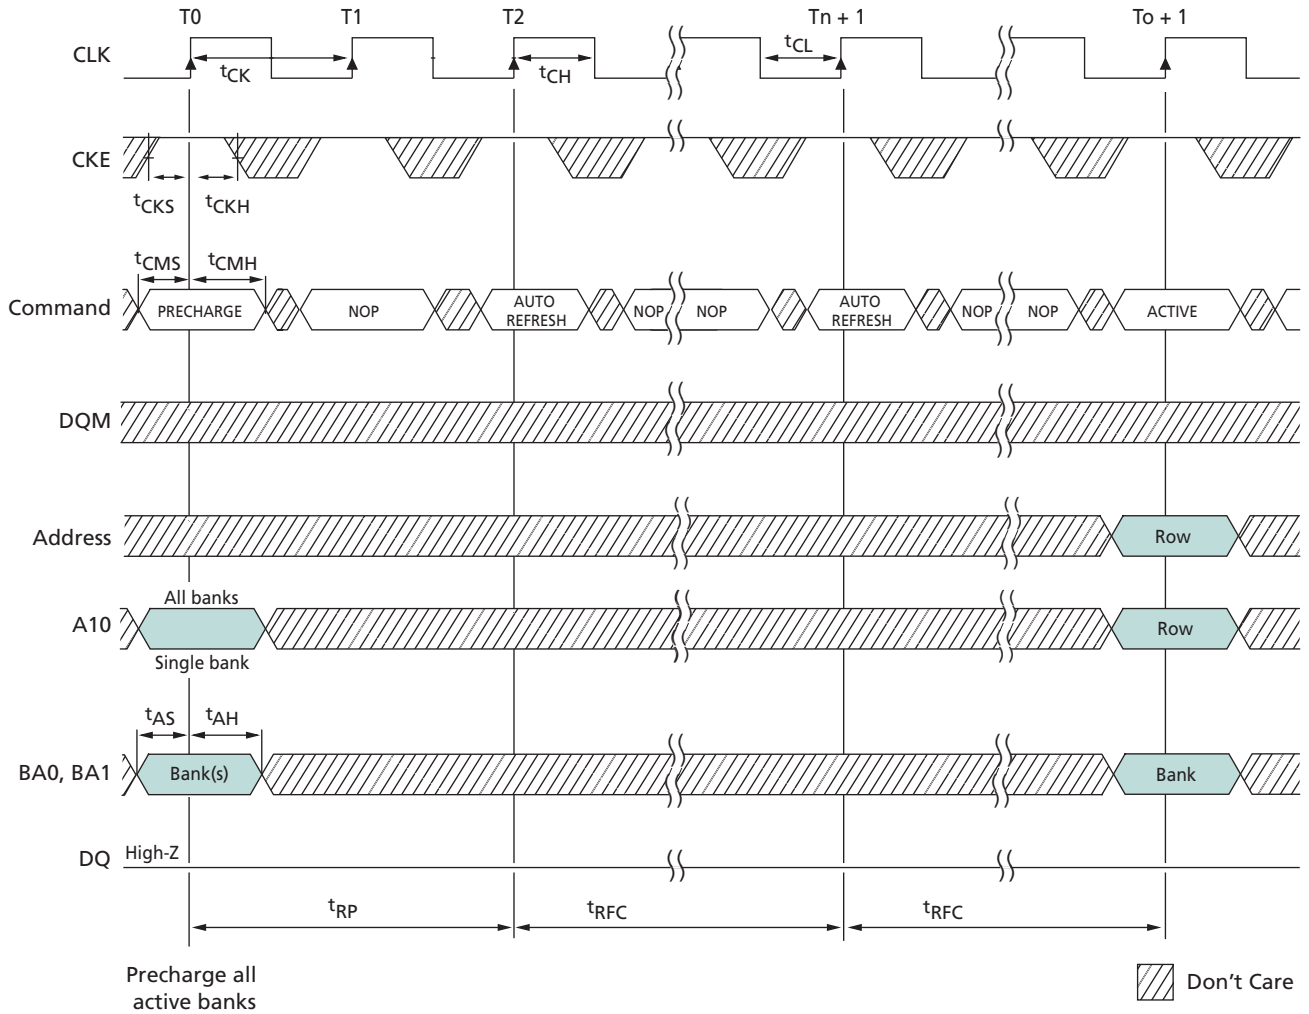 T0 T1 T2 Tn + 1 To + 1
CLK
tCK tCH tCL
CKE
tCKS tCKH
tCMS tCMH
Command PRECHARGE NOP AUTO REFRESH NOP NOP AUTO REFRESH NOP NOP ACTIVE
DQM
Address Row
All banks
A10 Row
Single bank
tAS tAH
BA0, BA1 Bank(s) Bank
DQ High-Z
tRP tRFC tRFC
Precharge all
active banks
Don't Care